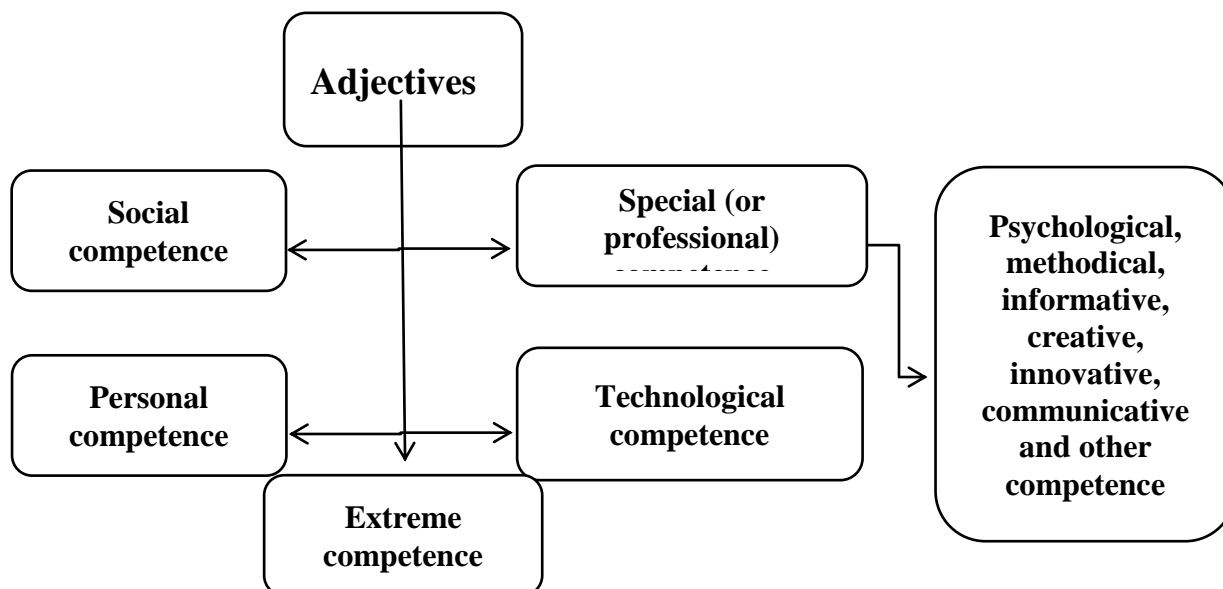 Adjectives
Social
competence
Special (or
professional)
Psychological,
methodical,
informative,
creative,
innovative,
communicative
and other
competence
Personal
competence
Technological
competence
Extreme
competence